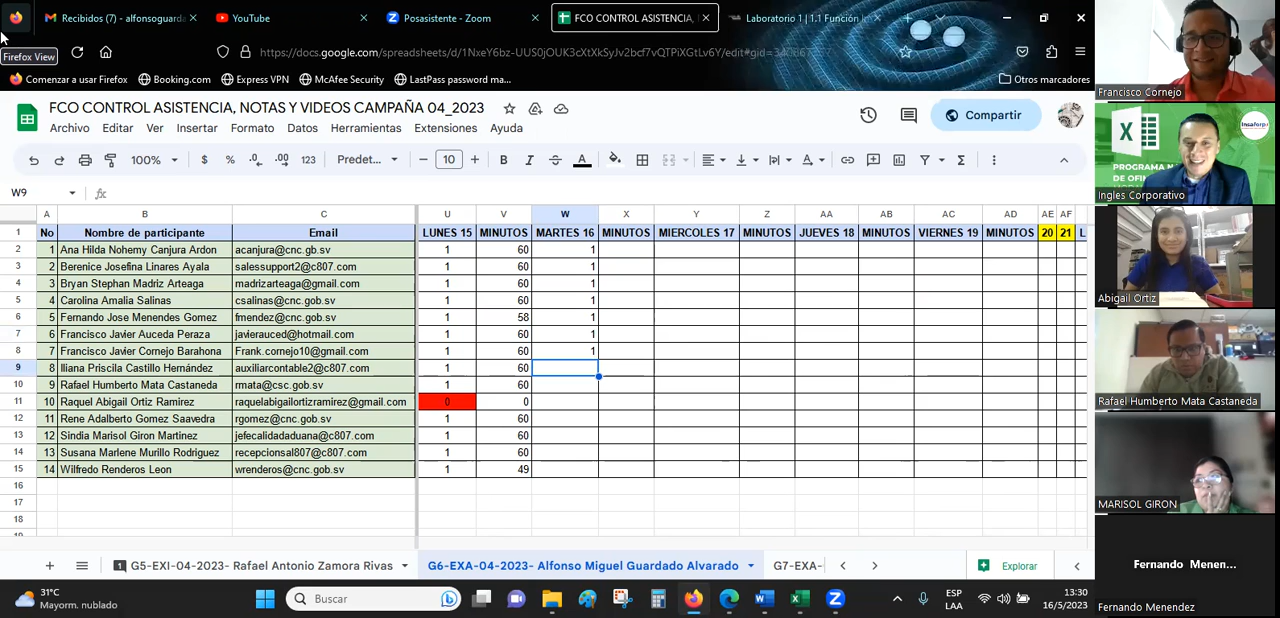 Recibidos (7) - alfonsoguarda
YouTube
Posasistente - Zoom
FCO CONTROL ASISTENCIA,
Laboratorio 1 | 1.1 Función
Firefox View
https://docs.google.com/spreadsheets/d/
Comenzar a usar Firefox
Booking.com
Express VPN
McAfee Security
LastPass password ma...
Otros marcadores
FCO CONTROL ASISTENCIA, NOTAS Y VIDEOS CAMPAÑA 04_2023
Archivo Editar Ver Insertar Formato Datos Herramientas Extensiones Ayuda
Compartir
100% $ % .0 .00 123 Predet... 10 B I A
W9 fx
A B C U V W X Y Z AA AB AC AD AE AF
1 No Nombre de participante Email LUNES 15 MINUTOS MARTES 16 MINUTOS MIERCOLES 17 MINUTOS JUEVES 18 MINUTOS VIERNES 19 MINUTOS 20 21 L
2 1 Ana Hilda Nohemy Canjura Ardon acanjura@cnc.gb.sv 1 60 1
3 2 Berenice Josefina Linares Ayala salessupport2@c807.com 1 60 1
4 3 Bryan Stephan Madriz Arteaga madrizarteaga@gmail.com 1 60 1
5 4 Carolina Amalia Salinas csalinas@cnc.gob.sv 1 60 1
6 5 Fernando Jose Menendes Gomez fmendez@cnc.gob.sv 1 58 1
7 6 Francisco Javier Auceda Peraza javierauced@hotmail.com 1 60 1
8 7 Francisco Javier Cornejo Barahona Frank.cornejo10@gmail.com 1 60 1
9 8 Iliana Priscila Castillo Hernández auxiliarcontable2@c807.com 1 60
10 9 Rafael Humberto Mata Castaneda rmata@csc.gob.sv 1 60
11 10 Raquel Abigail Ortiz Ramirez raquelabigailortizramirez@gmail.com 0 0
12 11 Rene Adalberto Gomez Saavedra rgomez@cnc.gob.sv 1 60
13 12 Sindia Marisol Giron Martinez jefecalidadaduana@c807.com 1 60
14 13 Susana Marlene Murillo Rodriguez recepcionsal807@c807.com 1 60
15 14 Wilfredo Renderos Leon wrenderos@cnc.gob.sv 1 49
16
17
18
19
1 G5-EXI-04-2023- Rafael Antonio Zamora Rivas
G6-EXA-04-2023- Alfonso Miguel Guardado Alvarado
G7-EXA-
Explorar
31°C
Mayorm. nublado
Buscar
ESP
LAA
13:30
16/5/2023
Francisco Cornejo
PROGRAMA
DE OFI
Insaforp
Ingles Corporativo
Abigail Ortiz
Rafael Humberto Mata Castaneda
MARISOL GIRON
Fernando Menen...
Fernando Menendez